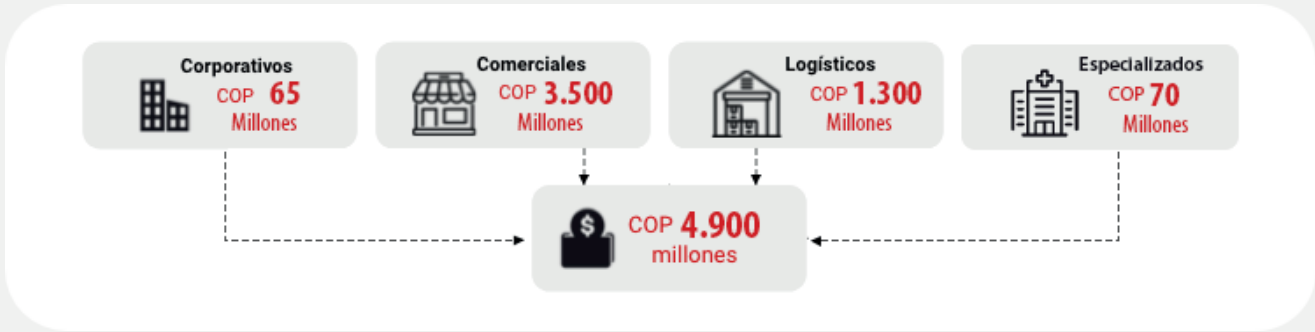 Corporativos
COP 65
Millones
Comerciales
COP 3.500
Millones
Logísticos
COP 1.300
Millones
Especializados
COP 70
Millones
$
COP 4.900
millones